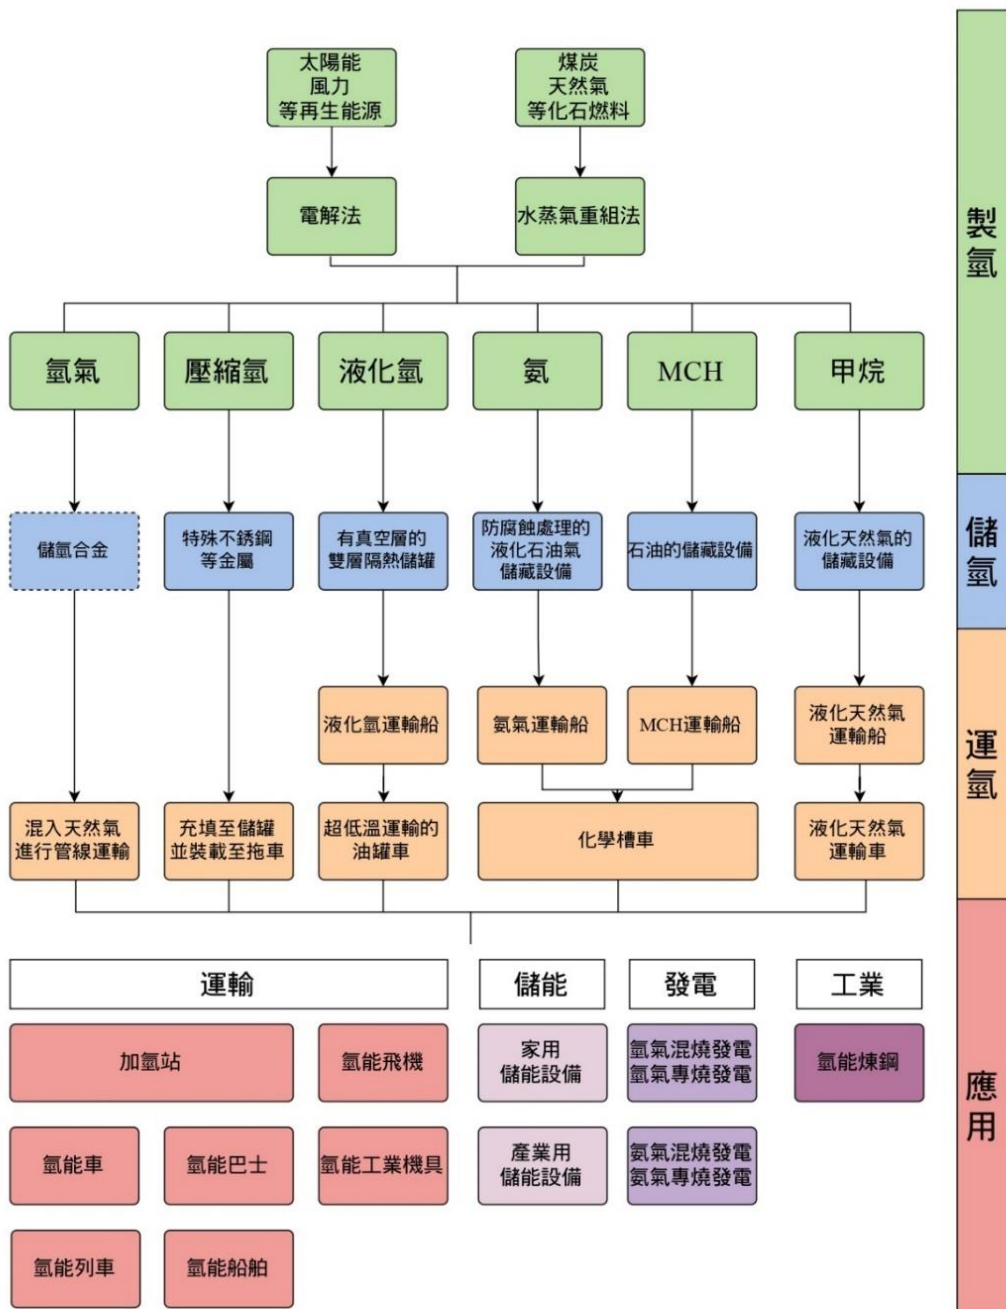 太陽能
風力
等再生能源
煤炭
天然氣
等化石燃料
電解法
水蒸氣重組法
製氫
氫氣
壓縮氫
液化氫
氨
MCH
甲烷
儲氫合金
特殊不銹鋼
等金屬
有真空層的
雙層隔熱儲罐
防腐蝕處理的
液化石油氣
儲藏設備
石油的儲藏設備
液化天然氣的
儲藏設備
儲氫
液化氫運輸船
氨氣運輸船
MCH運輸船
液化天然氣
運輸船
運氫
混入天然氣
進行管線運輸
充填至儲罐
並裝載至拖車
超低溫運輸的
油罐車
化學槽車
液化天然氣
運輸車
運輸
儲能
發電
工業
應用
加氫站
氫能飛機
家用
儲能設備
氫氣混燒發電
氫氣專燒發電
氫能煉鋼
氫能車
氫能巴士
氫能工業機具
產業用
儲能設備
氨氣混燒發電
氨氣專燒發電
氫能列車
氫能船舶